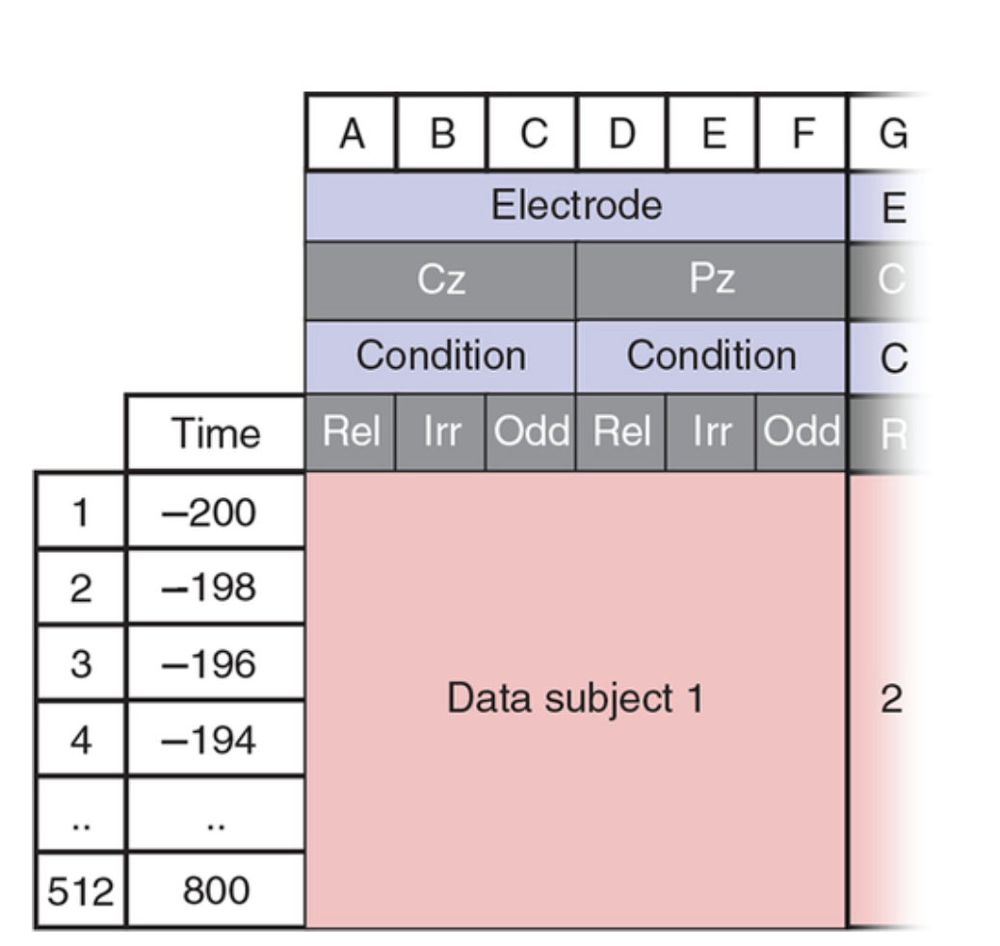 A B C D E F G
Electrode E
Cz Pz C
Condition Condition C
Time Rel Irr Odd Rel Irr Odd R
1 –200
2 –198
3 –196
Data subject 1 2
4 –194
.. ..
512 800